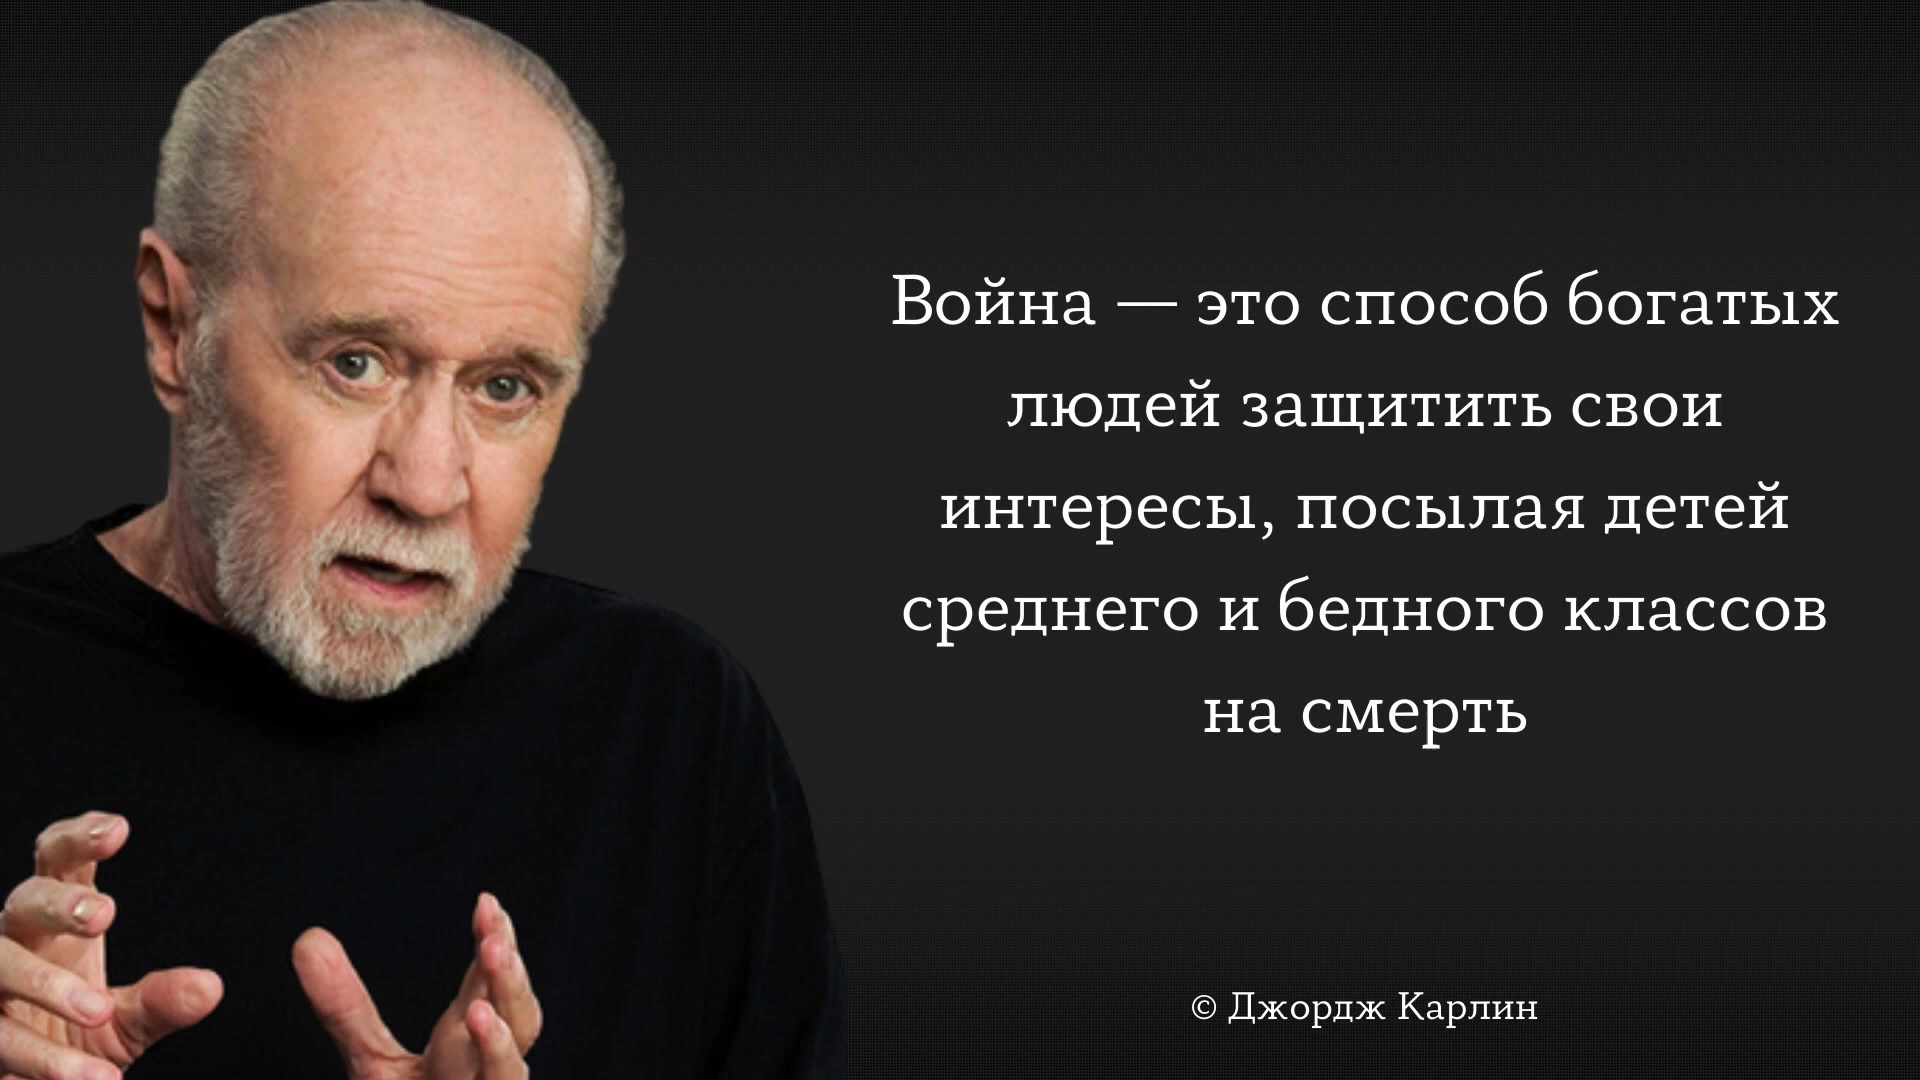 Война — это способ богатых
людей защитить свои
интересы, посылая детей
среднего и бедного классов
на смерть
© Джордж Карлин